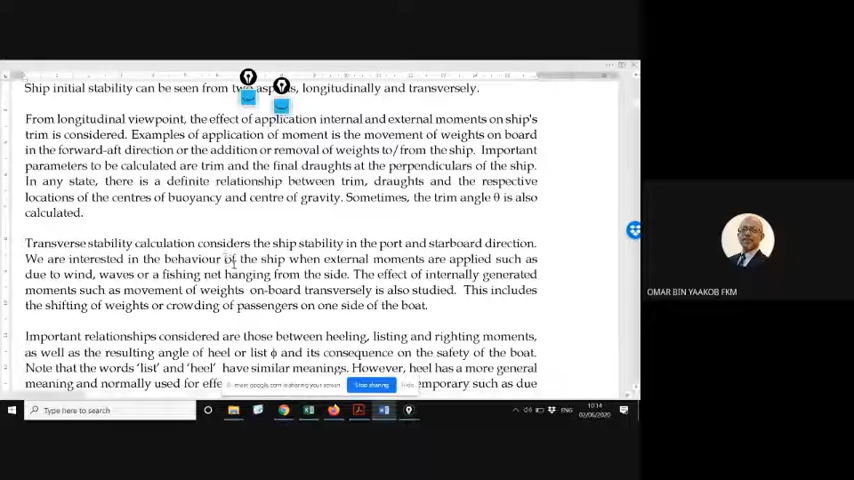 Ship initial stability can be seen from two aspects, longitudinally and transversely.
From longitudinal viewpoint, the effect of application internal and external moments on ship's
trim is considered. Examples of application of moment is the movement of weights on board
in the forward-aft direction or the addition or removal of weights to/from the ship. Important
parameters to be calculated are trim and the final draughts at the perpendiculars of the ship.
In any state, there is a definite relationship between trim, draughts and the respective
locations of the centres of buoyancy and centre of gravity. Sometimes, the trim angle θ is also
calculated.
Transverse stability calculation considers the ship stability in the port and starboard direction.
We are interested in the behaviour of the ship when external moments are applied such as
due to wind, waves or a fishing net hanging from the side. The effect of internally generated
moments such as movement of weights on-board transversely is also studied. This includes
the shifting of weights or crowding of passengers on one side of the boat.
OMAR BIN YAAKOB FKM
Important relationships considered are those between heeling, listing and righting moments,
as well as the resulting angle of heel or list ϕ and its consequence on the safety of the boat.
Note that the words 'list' and 'heel' have similar meanings. However, heel has a more general
meaning and normally used for effe
temporary such as due
meet.google.com is sharing your screen.
Stop sharing
Hide
Type here to search
ENG
10:14
02/06/2020